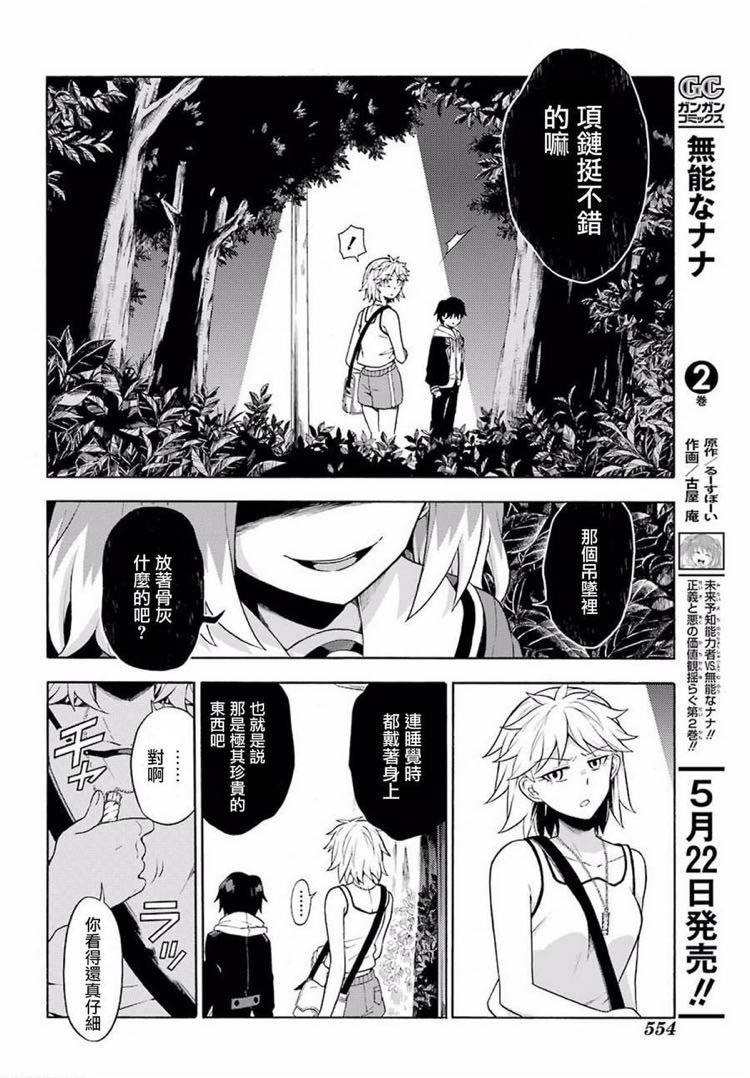 項鏈挺不錯
的嘛
!
那個吊墜裡
放著骨灰
什麼的吧?
連睡覺時
都戴著身上
也就是說
那是極其珍貴的
東西吧
……
……
對啊
チャ
ラッ
你看得還真仔細
554
GC
ガンガン
コミックス
無能なナナ
2
巻
原作/るーすぼーい
作画/古屋 庵
未来予知能力者VS.無能なナナ!!
正義と悪の価値観揺らぐ第2巻!!
5月22日発売!!